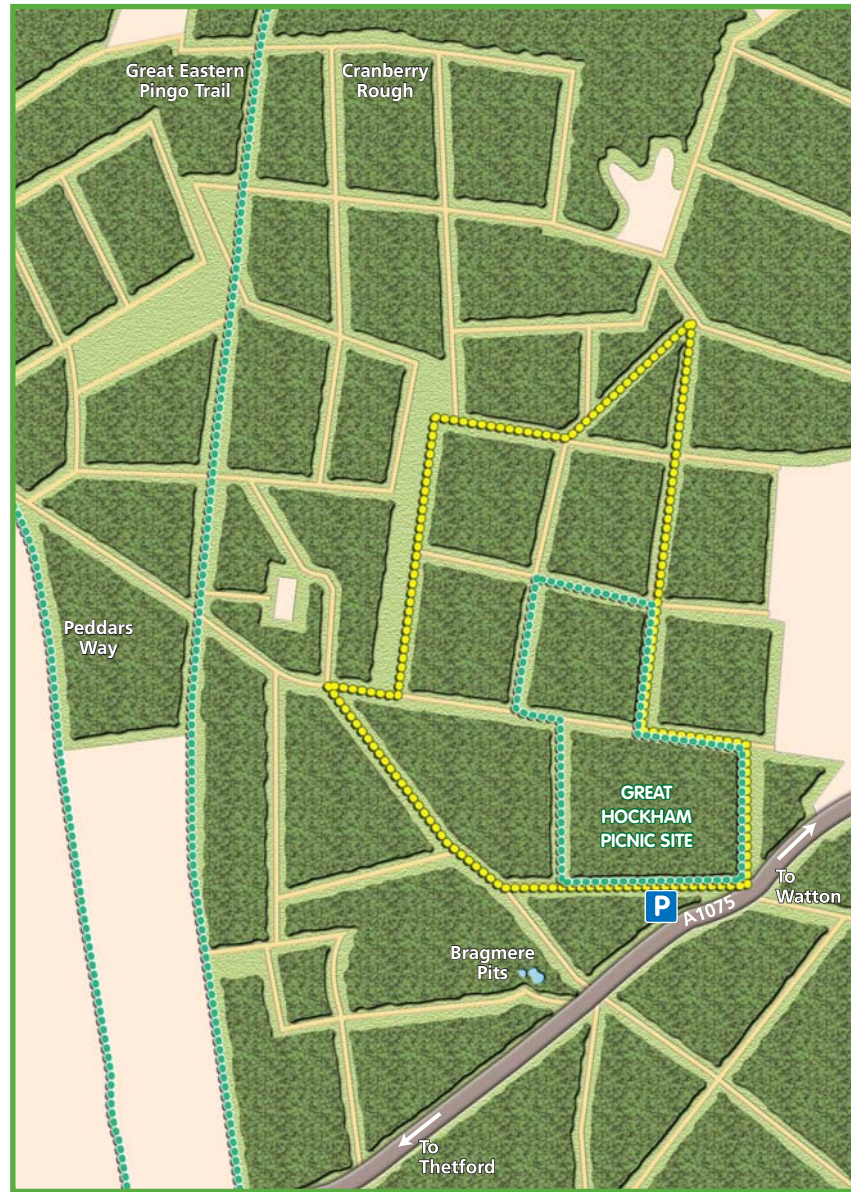 Great Eastern
Pingo Trail
Cranberry
Rough
Peddars
Way
GREAT
HOCKHAM
PICNIC SITE
To
Watton
P
A1075
Bragmere
Pits
To
Thetford